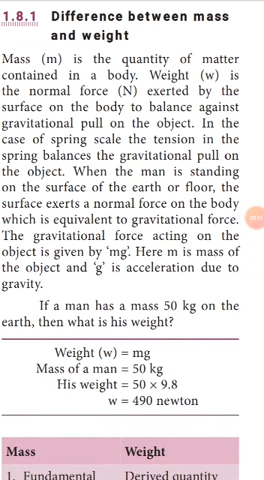 1.8.1 Difference between mass
and weight
Mass (m) is the quantity of matter
contained in a body. Weight (w) is
the normal force (N) exerted by the
surface on the body to balance against
gravitational pull on the object. In the
case of spring scale the tension in the
spring balances the gravitational pull on
the object. When the man is standing
on the surface of the earth or floor, the
surface exerts a normal force on the body
which is equivalent to gravitational force.
The gravitational force acting on the
object is given by ‘mg’. Here m is mass of
the object and ‘g’ is acceleration due to
gravity.
If a man has a mass 50 kg on the
earth, then what is his weight?
Weight (w) = mg
Mass of a man = 50 kg
His weight = 50 × 9.8
w = 490 newton
Mass Weight
1. Fundamental Derived quantity